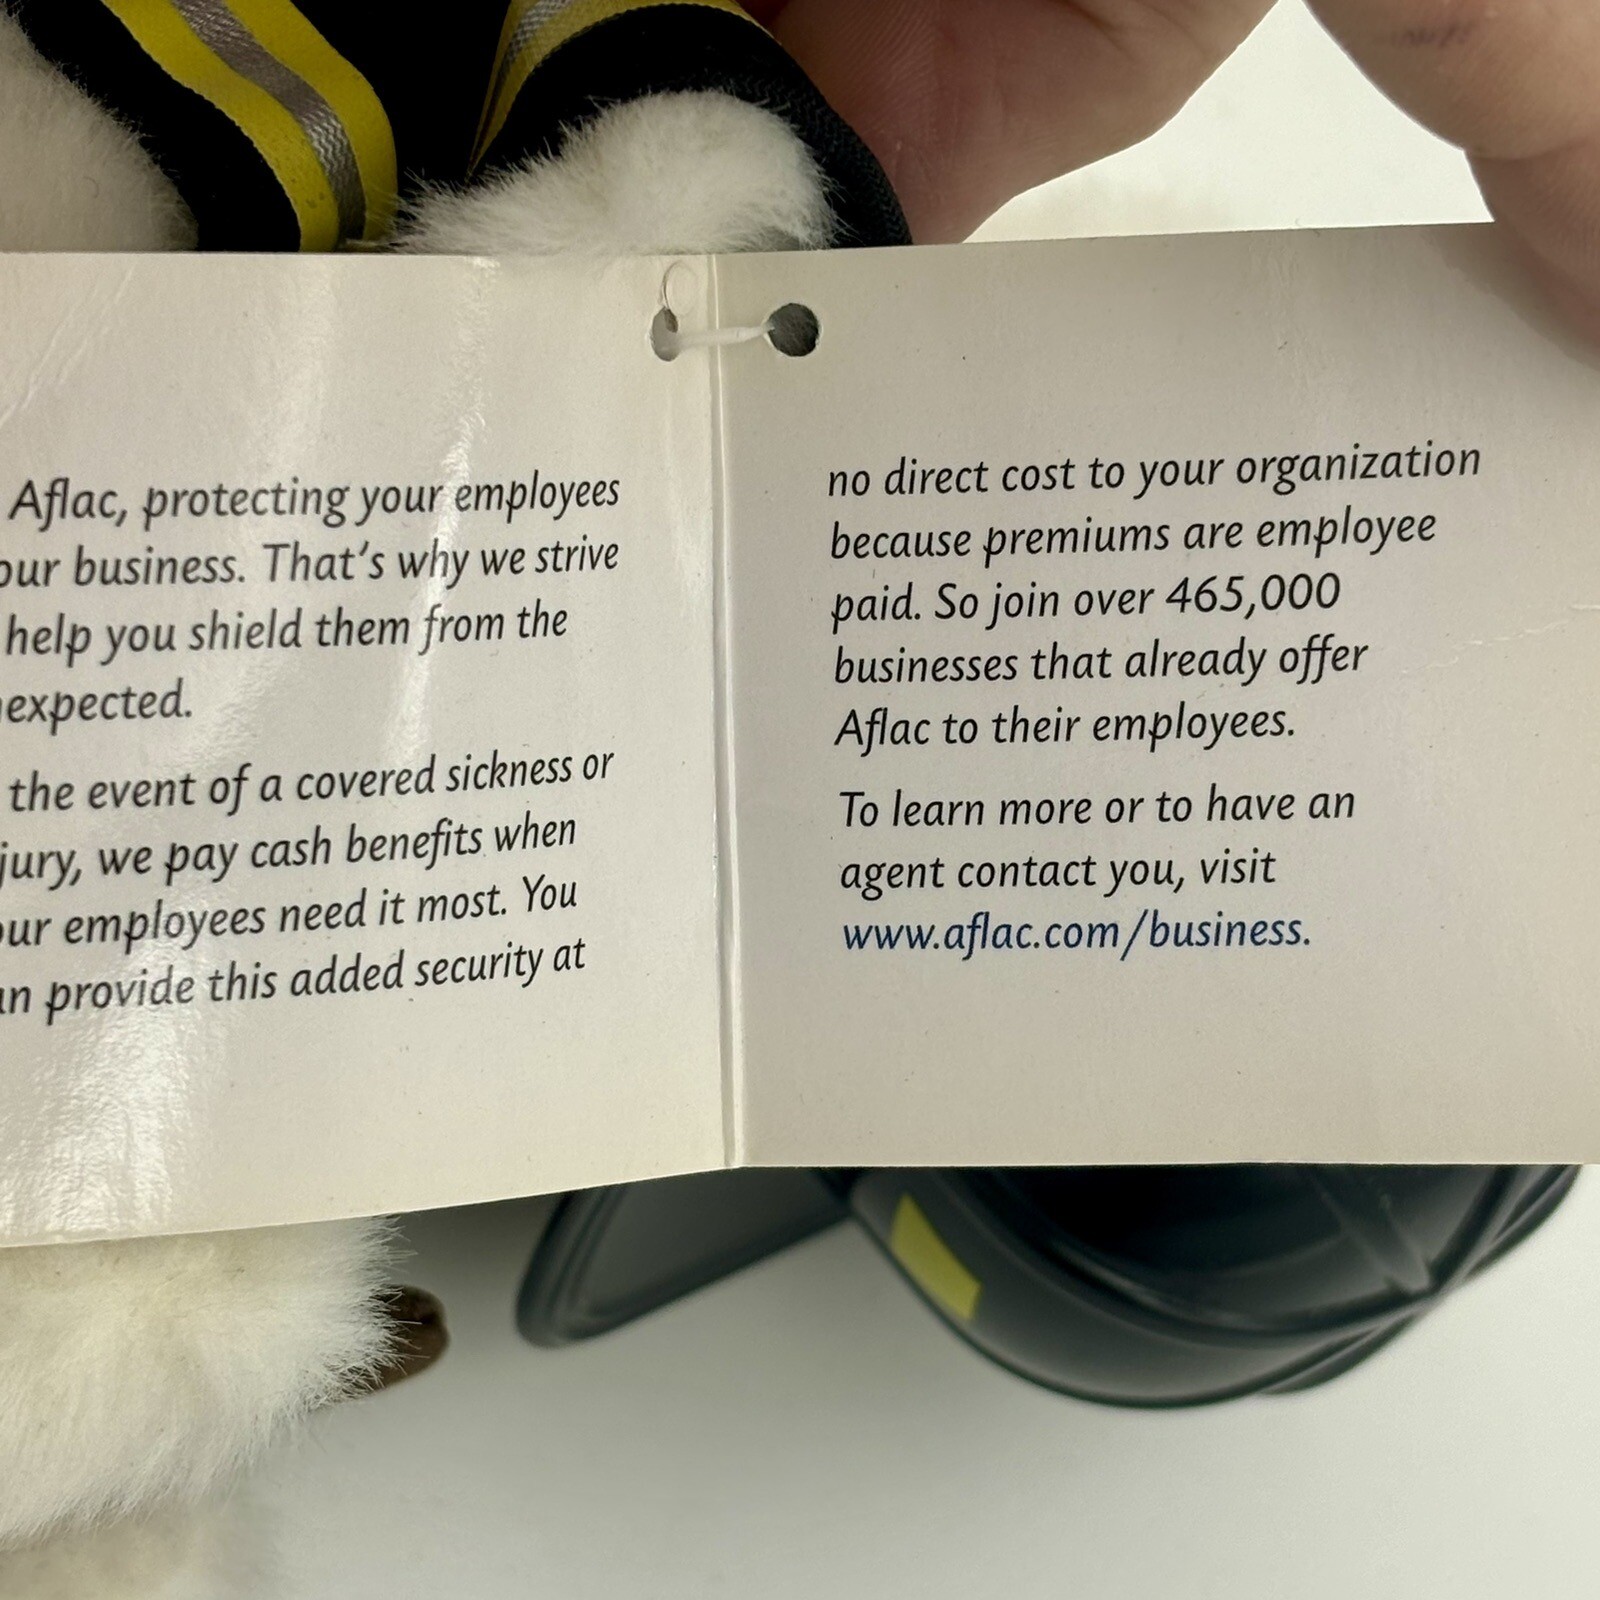 Aflac, protecting your employees
our business. That's why we strive
help you shield them from the
nexpected.
the event of a covered sickness or
jury, we pay cash benefits when
our employees need it most. You
an provide this added security at
no direct cost to your organization
because premiums are employee
paid. So join over 465,000
businesses that already offer
Aflac to their employees.
To learn more or to have an
agent contact you, visit
www.aflac.com/business.